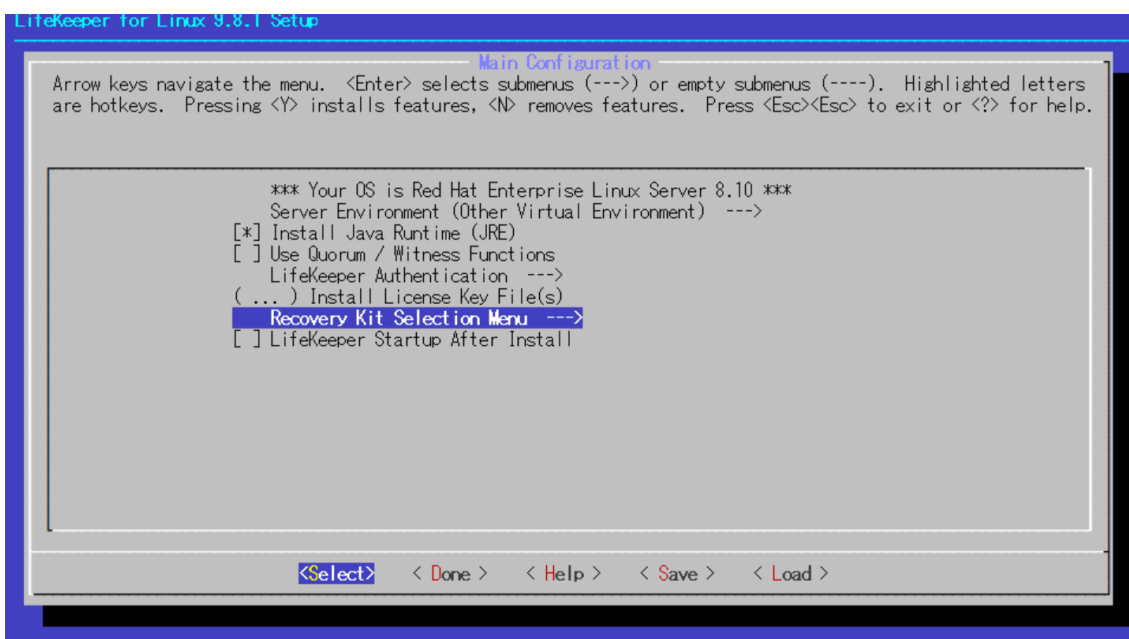 LifeKeeper for Linux 9.8.1 Setup
Main Configuration
Arrow keys navigate the menu.  <Enter> selects submenus (--->) or empty submenus (----).  Highlighted letters
are hotkeys.  Pressing <Y> installs features, <N> removes features.  Press <Esc><Esc> to exit or <?> for help.
*** Your OS is Red Hat Enterprise Linux Server 8.10 ***
Server Environment (Other Virtual Environment)  --->
[*] Install Java Runtime (JRE)
[ ] Use Quorum / Witness Functions
LifeKeeper Authentication  --->
( ... ) Install License Key File(s)
Recovery Kit Selection Menu  --->
[ ] LifeKeeper Startup After Install
<Select>    < Done >    < Help >    < Save >    < Load >